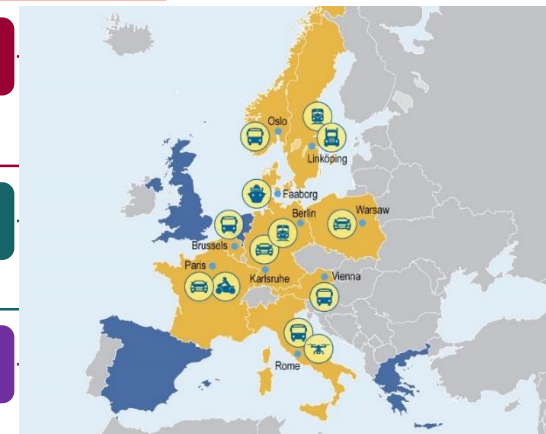 Oslo
Linköping
Faaborg
Berlin
Warsaw
Brussels
Paris
Karlsruhe
Vienna
Rome